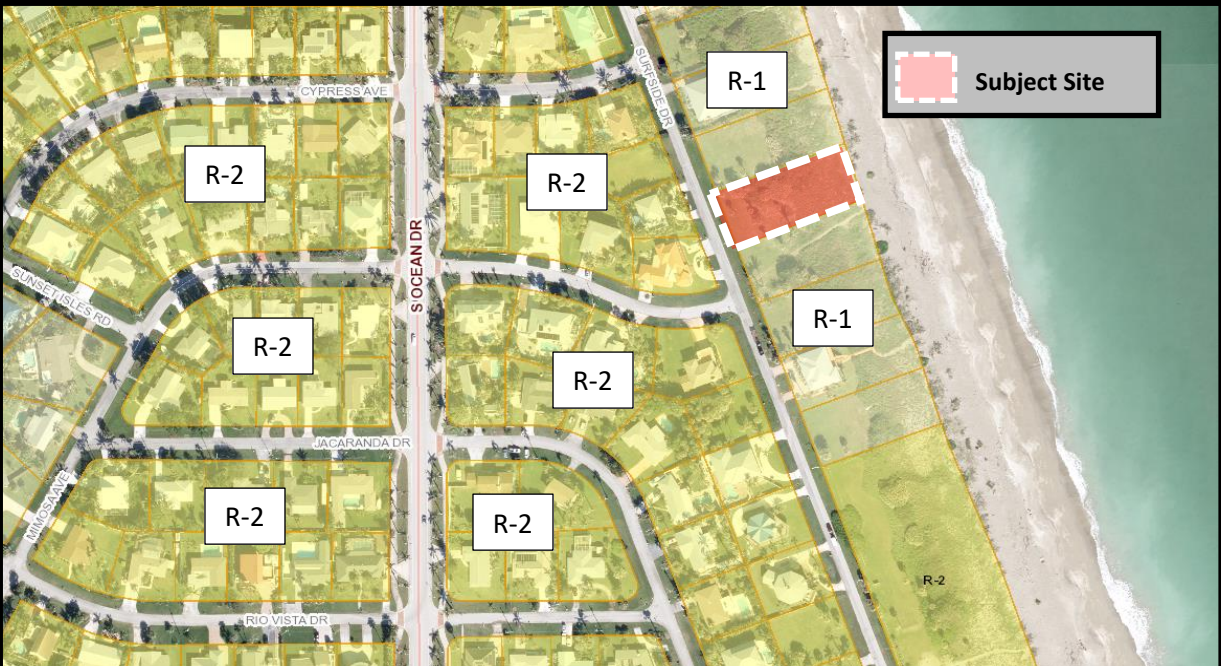 SURFSIDE DR
R-1
Subject Site
CYPRESS AVE
R-2
R-2
S OCEAN DR
SUNSET ISLES RD
R-1
R-2
R-2
JACARANDA DR
MIMOSA AVE
R-2
R-2
R-2
RIO VISTA DR